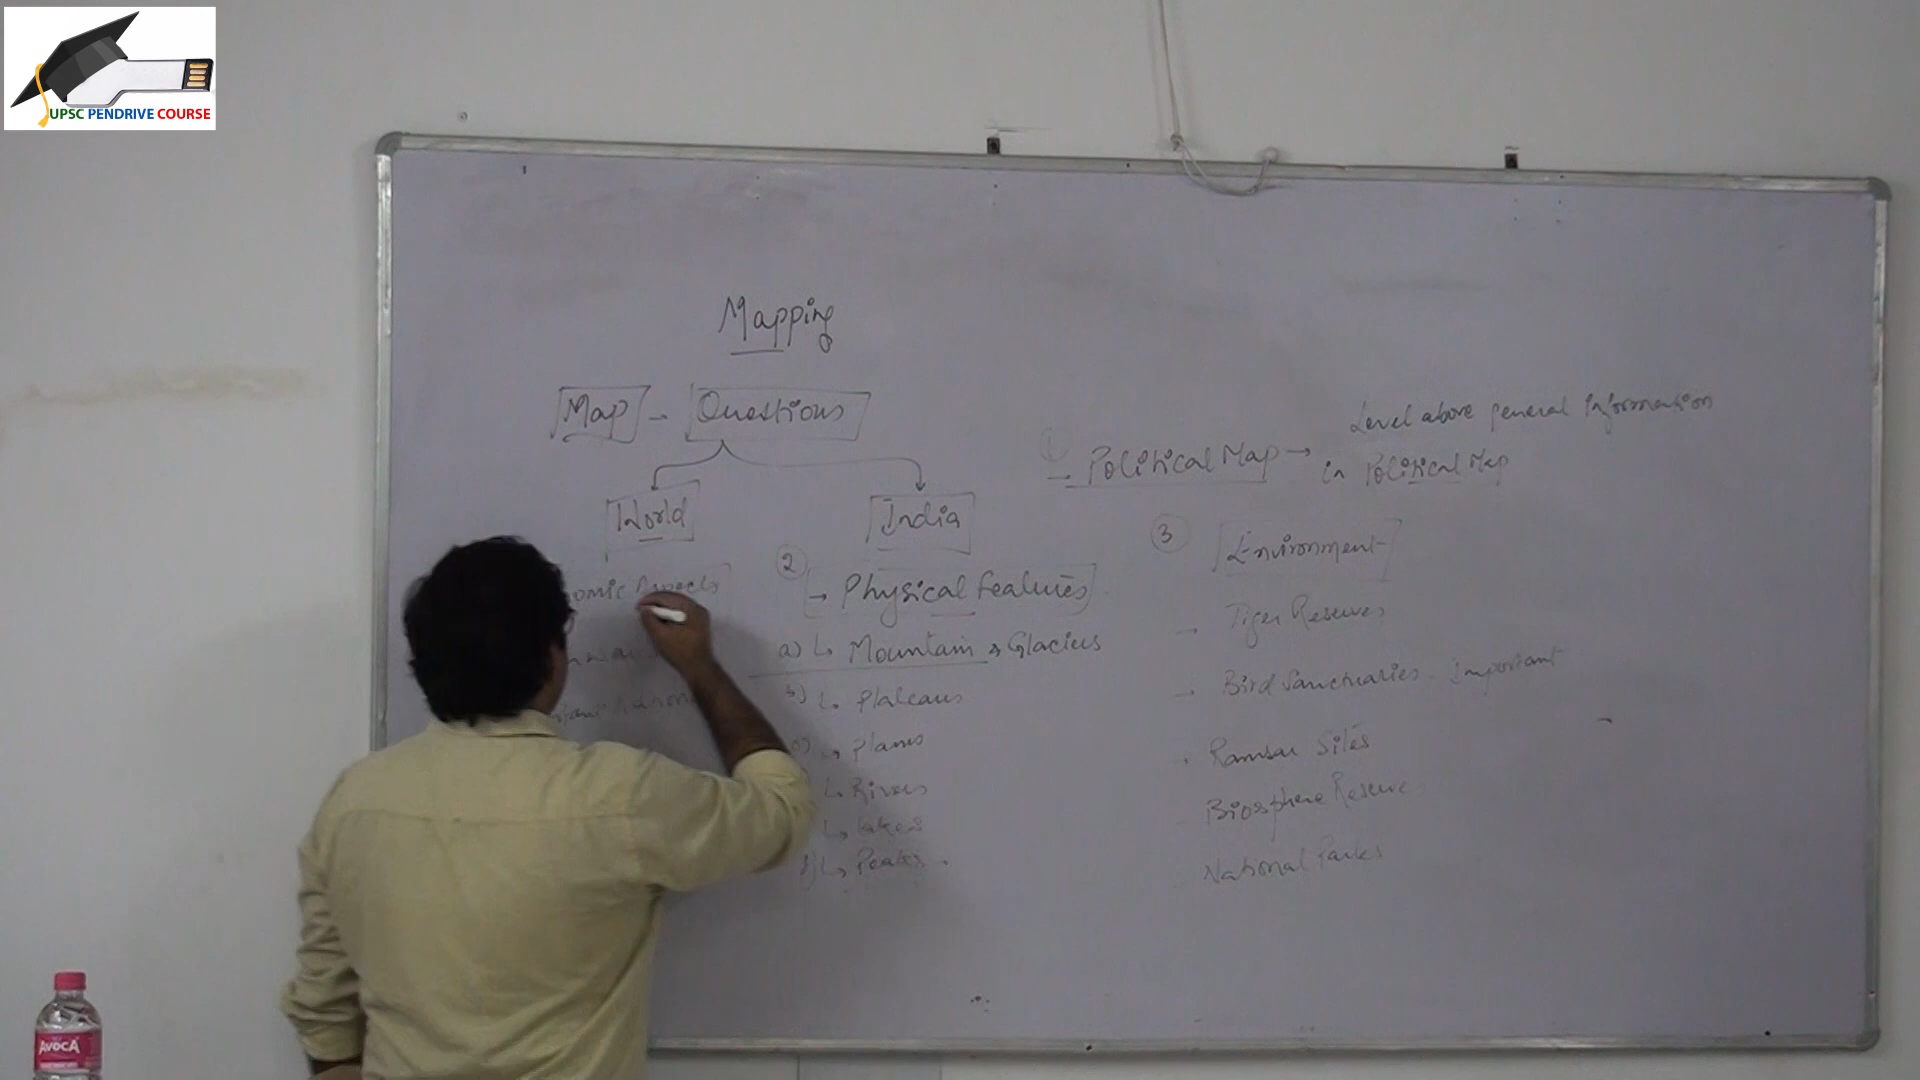 UPSC PENDRIVE COURSE
Mapping
Map - Questions
World
India
1
→ Political Map → Level above general Information
in Political Map
omic Aspects
2
→ Physical Features
a) ↳ Mountain & Glaciers
b) ↳ Plateaus
↳ Plains
↳ Rivers
↳ Lakes
↳ Peaks
3
Environment
- Tiger Reserves
- Bird Sanctuaries Important
Ramsar Sites
Biosphere Reserve
National Parks
AVOCA